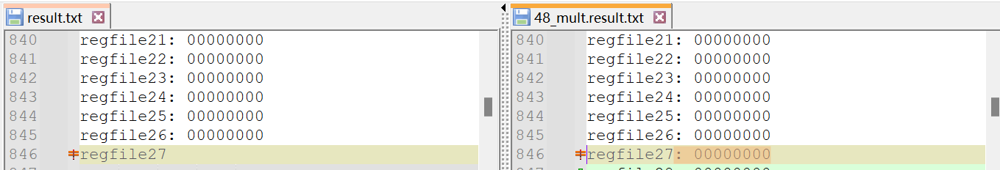 result.txt
840 regfile21: 00000000
841 regfile22: 00000000
842 regfile23: 00000000
843 regfile24: 00000000
844 regfile25: 00000000
845 regfile26: 00000000
846 regfile27
48_mult.result.txt
840 regfile21: 00000000
841 regfile22: 00000000
842 regfile23: 00000000
843 regfile24: 00000000
844 regfile25: 00000000
845 regfile26: 00000000
846 regfile27: 00000000